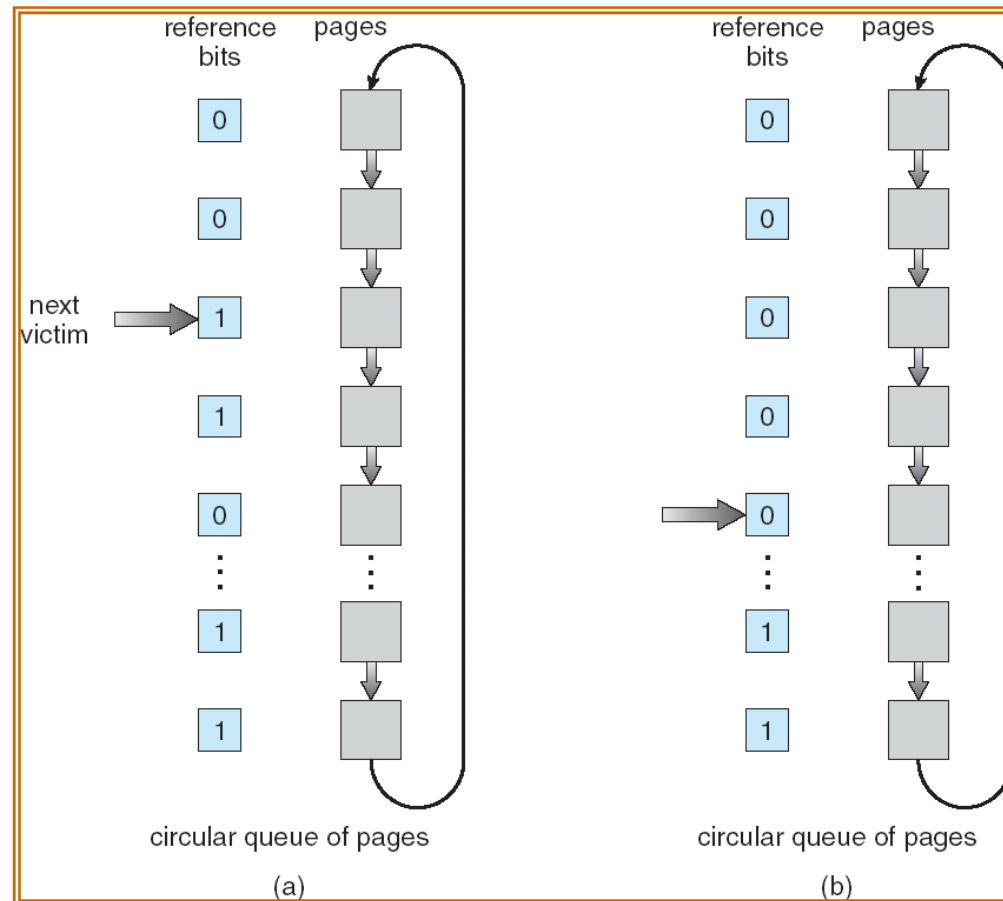 reference bits
pages
0
0
next victim
1
1
0
1
1
circular queue of pages
(a)
reference bits
pages
0
0
0
0
0
1
1
circular queue of pages
(b)